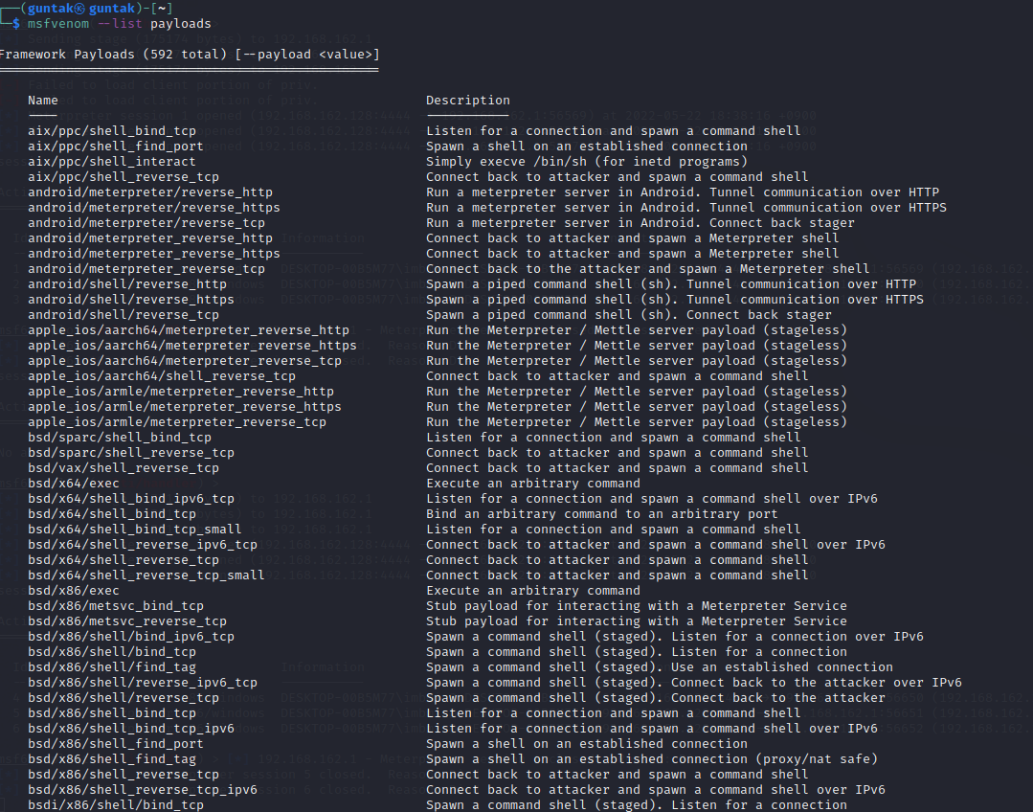 (guntak㉿guntak)-[~]
$ msfvenom --list payloads
Framework Payloads (592 total) [--payload <value>]
Name Description
aix/ppc/shell_bind_tcp Listen for a connection and spawn a command shell
aix/ppc/shell_find_port Spawn a shell on an established connection
aix/ppc/shell_interact Simply execve /bin/sh (for inetd programs)
aix/ppc/shell_reverse_tcp Connect back to attacker and spawn a command shell
android/meterpreter/reverse_http Run a meterpreter server in Android. Tunnel communication over HTTP
android/meterpreter/reverse_https Run a meterpreter server in Android. Tunnel communication over HTTPS
android/meterpreter/reverse_tcp Run a meterpreter server in Android. Connect back stager
android/meterpreter_reverse_http Connect back to attacker and spawn a Meterpreter shell
android/meterpreter_reverse_https Connect back to attacker and spawn a Meterpreter shell
android/meterpreter_reverse_tcp Connect back to the attacker and spawn a Meterpreter shell
android/shell/reverse_http Spawn a piped command shell (sh). Tunnel communication over HTTP
android/shell/reverse_https Spawn a piped command shell (sh). Tunnel communication over HTTPS
android/shell/reverse_tcp Spawn a piped command shell (sh). Connect back stager
apple_ios/aarch64/meterpreter_reverse_http Run the Meterpreter / Mettle server payload (stageless)
apple_ios/aarch64/meterpreter_reverse_https Run the Meterpreter / Mettle server payload (stageless)
apple_ios/aarch64/meterpreter_reverse_tcp Run the Meterpreter / Mettle server payload (stageless)
apple_ios/aarch64/shell_reverse_tcp Connect back to attacker and spawn a command shell
apple_ios/armle/meterpreter_reverse_http Run the Meterpreter / Mettle server payload (stageless)
apple_ios/armle/meterpreter_reverse_https Run the Meterpreter / Mettle server payload (stageless)
apple_ios/armle/meterpreter_reverse_tcp Run the Meterpreter / Mettle server payload (stageless)
bsd/sparc/shell_bind_tcp Listen for a connection and spawn a command shell
bsd/sparc/shell_reverse_tcp Connect back to attacker and spawn a command shell
bsd/vax/shell_reverse_tcp Connect back to attacker and spawn a command shell
bsd/x64/exec Execute an arbitrary command
bsd/x64/shell_bind_ipv6_tcp Listen for a connection and spawn a command shell over IPv6
bsd/x64/shell_bind_tcp Bind an arbitrary command to an arbitrary port
bsd/x64/shell_bind_tcp_small Listen for a connection and spawn a command shell
bsd/x64/shell_reverse_ipv6_tcp Connect back to attacker and spawn a command shell over IPv6
bsd/x64/shell_reverse_tcp Connect back to attacker and spawn a command shell
bsd/x64/shell_reverse_tcp_small Connect back to attacker and spawn a command shell
bsd/x86/exec Execute an arbitrary command
bsd/x86/metsvc_bind_tcp Stub payload for interacting with a Meterpreter Service
bsd/x86/metsvc_reverse_tcp Stub payload for interacting with a Meterpreter Service
bsd/x86/shell/bind_ipv6_tcp Spawn a command shell (staged). Listen for a connection over IPv6
bsd/x86/shell/bind_tcp Spawn a command shell (staged). Listen for a connection
bsd/x86/shell/find_tag Spawn a command shell (staged). Use an established connection
bsd/x86/shell/reverse_ipv6_tcp Spawn a command shell (staged). Connect back to the attacker over IPv6
bsd/x86/shell/reverse_tcp Spawn a command shell (staged). Connect back to the attacker
bsd/x86/shell_bind_tcp Listen for a connection and spawn a command shell
bsd/x86/shell_bind_tcp_ipv6 Listen for a connection and spawn a command shell over IPv6
bsd/x86/shell_find_port Spawn a shell on an established connection
bsd/x86/shell_find_tag Spawn a shell on an established connection (proxy/nat safe)
bsd/x86/shell_reverse_tcp Connect back to attacker and spawn a command shell
bsd/x86/shell_reverse_tcp_ipv6 Connect back to attacker and spawn a command shell over IPv6
bsdi/x86/shell/bind_tcp Spawn a command shell (staged). Listen for a connection